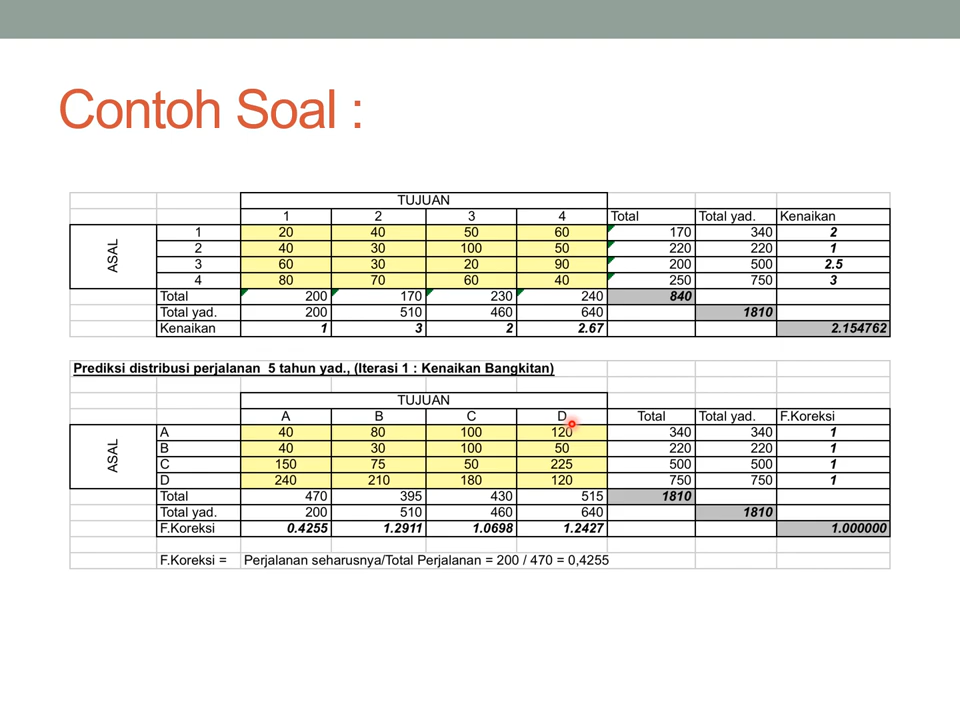 Contoh Soal :
TUJUAN
1 2 3 4 Total Total yad. Kenaikan
ASAL
1 20 40 50 60 170 340 2
2 40 30 100 50 220 220 1
3 60 30 20 90 200 500 2.5
4 80 70 60 40 250 750 3
Total 200 170 230 240 840
Total yad. 200 510 460 640 1810
Kenaikan 1 3 2 2.67 2.154762
Prediksi distribusi perjalanan 5 tahun yad., (Iterasi 1 : Kenaikan Bangkitan)
TUJUAN
A B C D Total Total yad. F.Koreksi
ASAL
A 40 80 100 120 340 340 1
B 40 30 100 50 220 220 1
C 150 75 50 225 500 500 1
D 240 210 180 120 750 750 1
Total 470 395 430 515 1810
Total yad. 200 510 460 640 1810
F.Koreksi 0.4255 1.2911 1.0698 1.2427 1.000000
F.Koreksi = Perjalanan seharusnya/Total Perjalanan = 200 / 470 = 0,4255